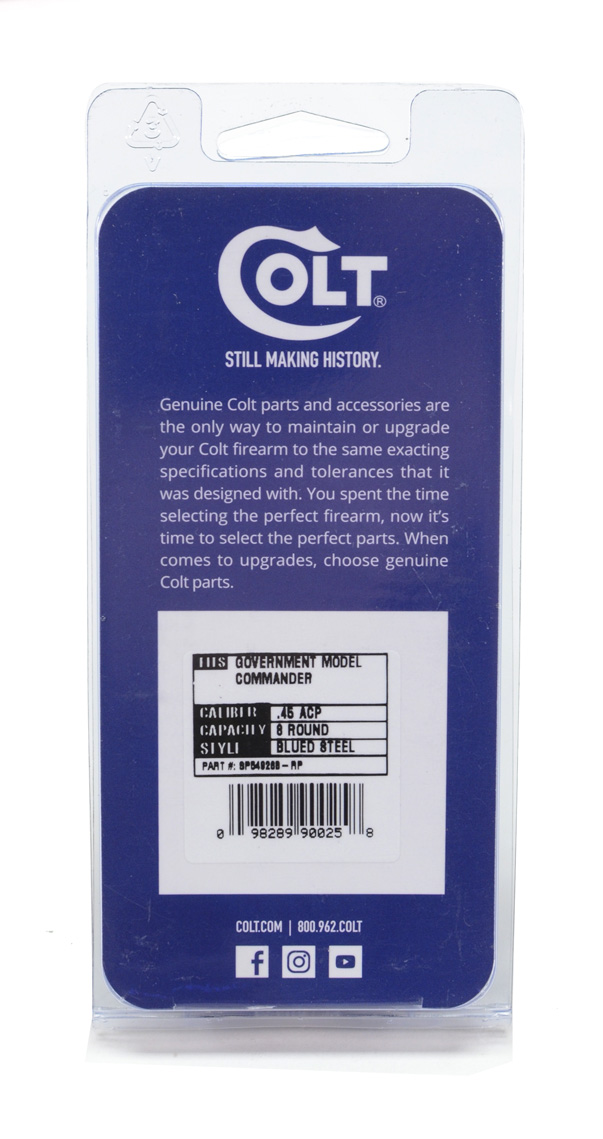 3
V
COLT®
STILL MAKING HISTORY.
Genuine Colt parts and accessories are
the only way to maintain or upgrade
your Colt firearm to the same exacting
specifications and tolerances that it
was designed with. You spent the time
selecting the perfect firearm, now it's
time to select the perfect parts. When
comes to upgrades, choose genuine
Colt parts.
FITS GOVERNMENT MODEL
COMMANDER
CALIBER .45 ACP
CAPACITY 8 ROUND
STYLE BLUED STEEL
PART #:
0 98289 90025 8
COLT.COM | 800.962.COLT